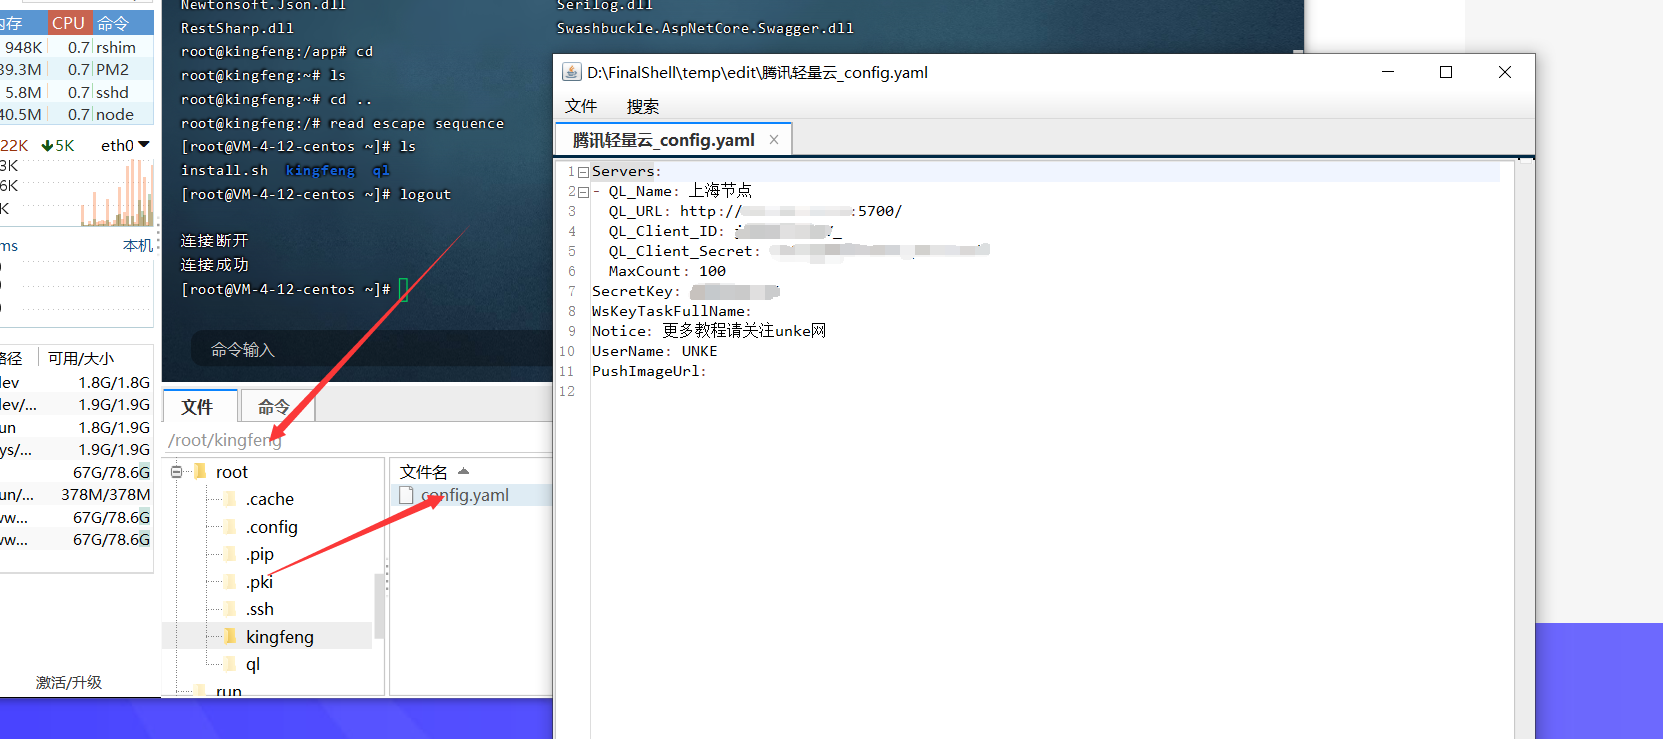 内存 CPU 命令
948K 0.7 rshim
39.3M 0.7 PM2
5.8M 0.7 sshd
40.5M 0.7 node
22K 5K eth0
3K
6K
K
ms 本机
路径 可用/大小
dev 1.8G/1.8G
dev/... 1.9G/1.9G
un 1.8G/1.9G
ys/... 1.9G/1.9G
67G/78.6G
un/... 378M/378M
ww... 67G/78.6G
ww... 67G/78.6G
激活/升级
Newtonsoft.Json.dll Serilog.dll
RestSharp.dll Swashbuckle.AspNetCore.Swagger.dll
root@kingfeng:/app# cd
root@kingfeng:~# ls
root@kingfeng:~# cd ..
root@kingfeng:/# read escape sequence
[root@VM-4-12-centos ~]# ls
install.sh kingfeng ql
[root@VM-4-12-centos ~]# logout
连接断开
连接成功
[root@VM-4-12-centos ~]#
命令输入
文件 命令
/root/kingfeng
root
.cache
.config
.pip
.pki
.ssh
kingfeng
ql
run
文件名
config.yaml
D:\FinalShell\temp\edit\腾讯轻量云_config.yaml
文件 搜索
腾讯轻量云_config.yaml
1 Servers:
2 - QL_Name: 上海节点
3 QL_URL: http:// :5700/
4 QL_Client_ID:
5 QL_Client_Secret:
6 MaxCount: 100
7 SecretKey:
8 WsKeyTaskFullName:
9 Notice: 更多教程请关注unke网
10 UserName: UNKE
11 PushImageUrl:
12